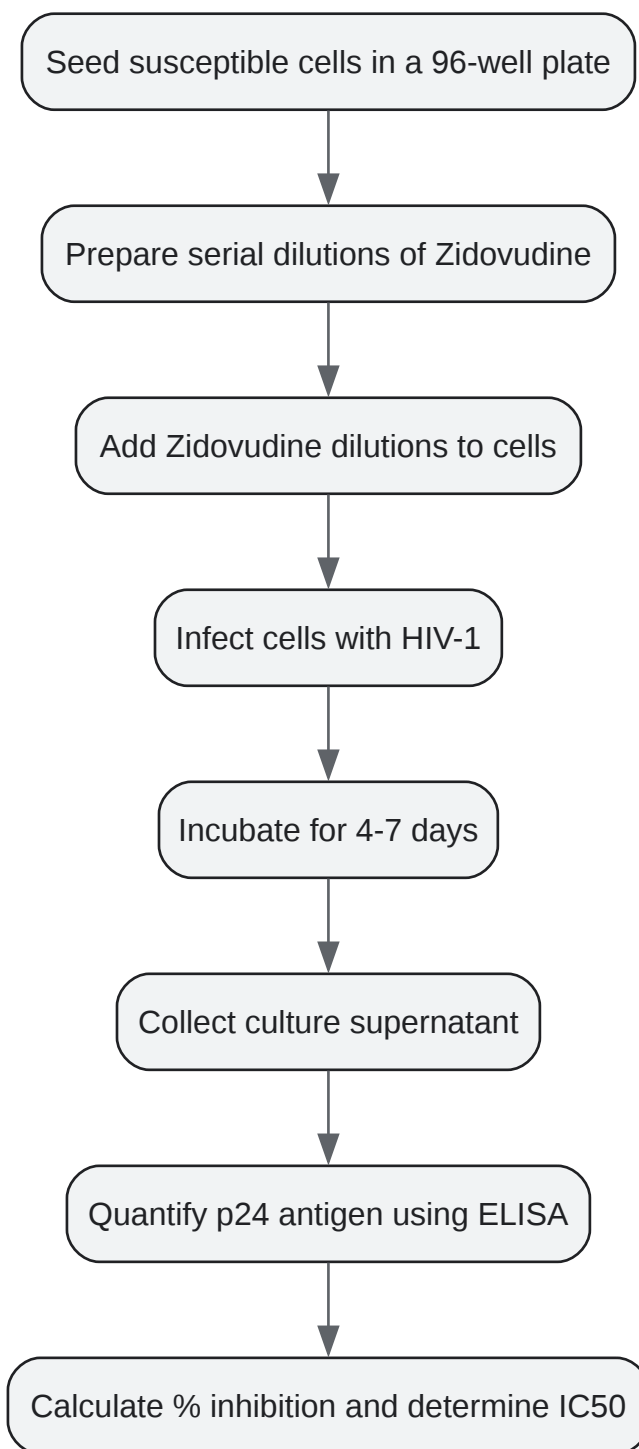 Seed susceptible cells in a 96-well plate
Prepare serial dilutions of Zidovudine
Add Zidovudine dilutions to cells
Infect cells with HIV-1
Incubate for 4-7 days
Collect culture supernatant
Quantify p24 antigen using ELISA
Calculate % inhibition and determine IC50